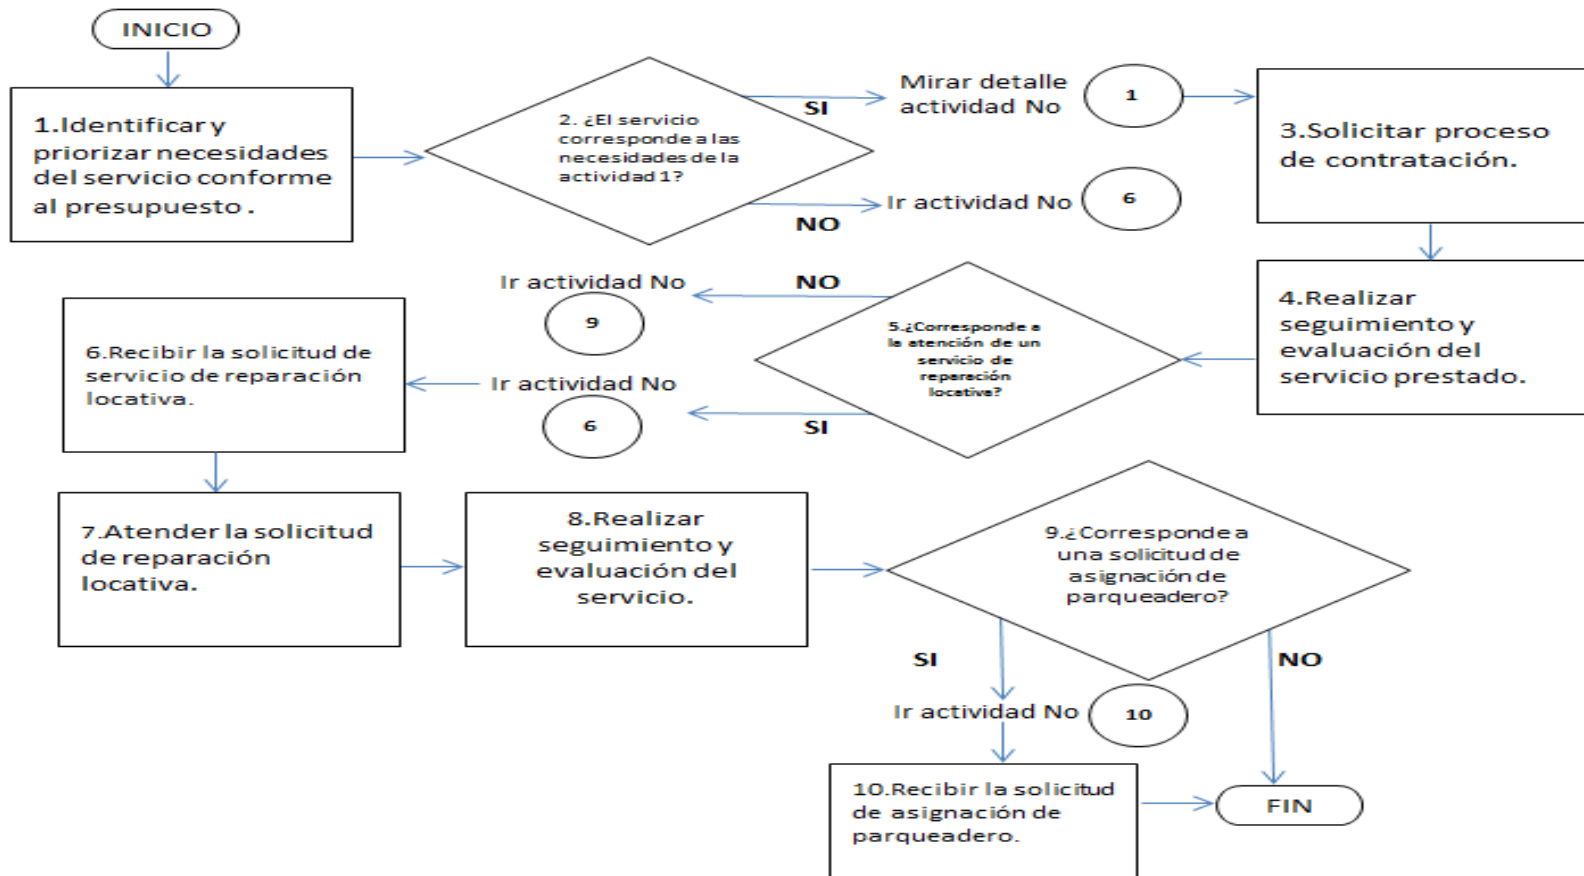 INICIO
1.Identificar y
priorizar necesidades
del servicio conforme
al presupuesto .
2. ¿El servicio
corresponde a las
necesidades de la
actividad 1?
SI
Mirar detalle
actividad No
1
NO
Ir actividad No
6
3.Solicitar proceso
de contratación.
4.Realizar
seguimiento y
evaluación del
servicio prestado.
5.¿Corresponde a
la atención de un
servicio de
reparación
locativa?
NO
Ir actividad No
9
SI
Ir actividad No
6
6.Recibir la solicitud de
servicio de reparación
locativa.
7.Atender la solicitud
de reparación
locativa.
8.Realizar
seguimiento y
evaluación del
servicio.
9.¿Corresponde a
una solicitud de
asignación de
parqueadero?
SI
NO
Ir actividad No
10
10.Recibir la solicitud
de asignación de
parqueadero.
FIN